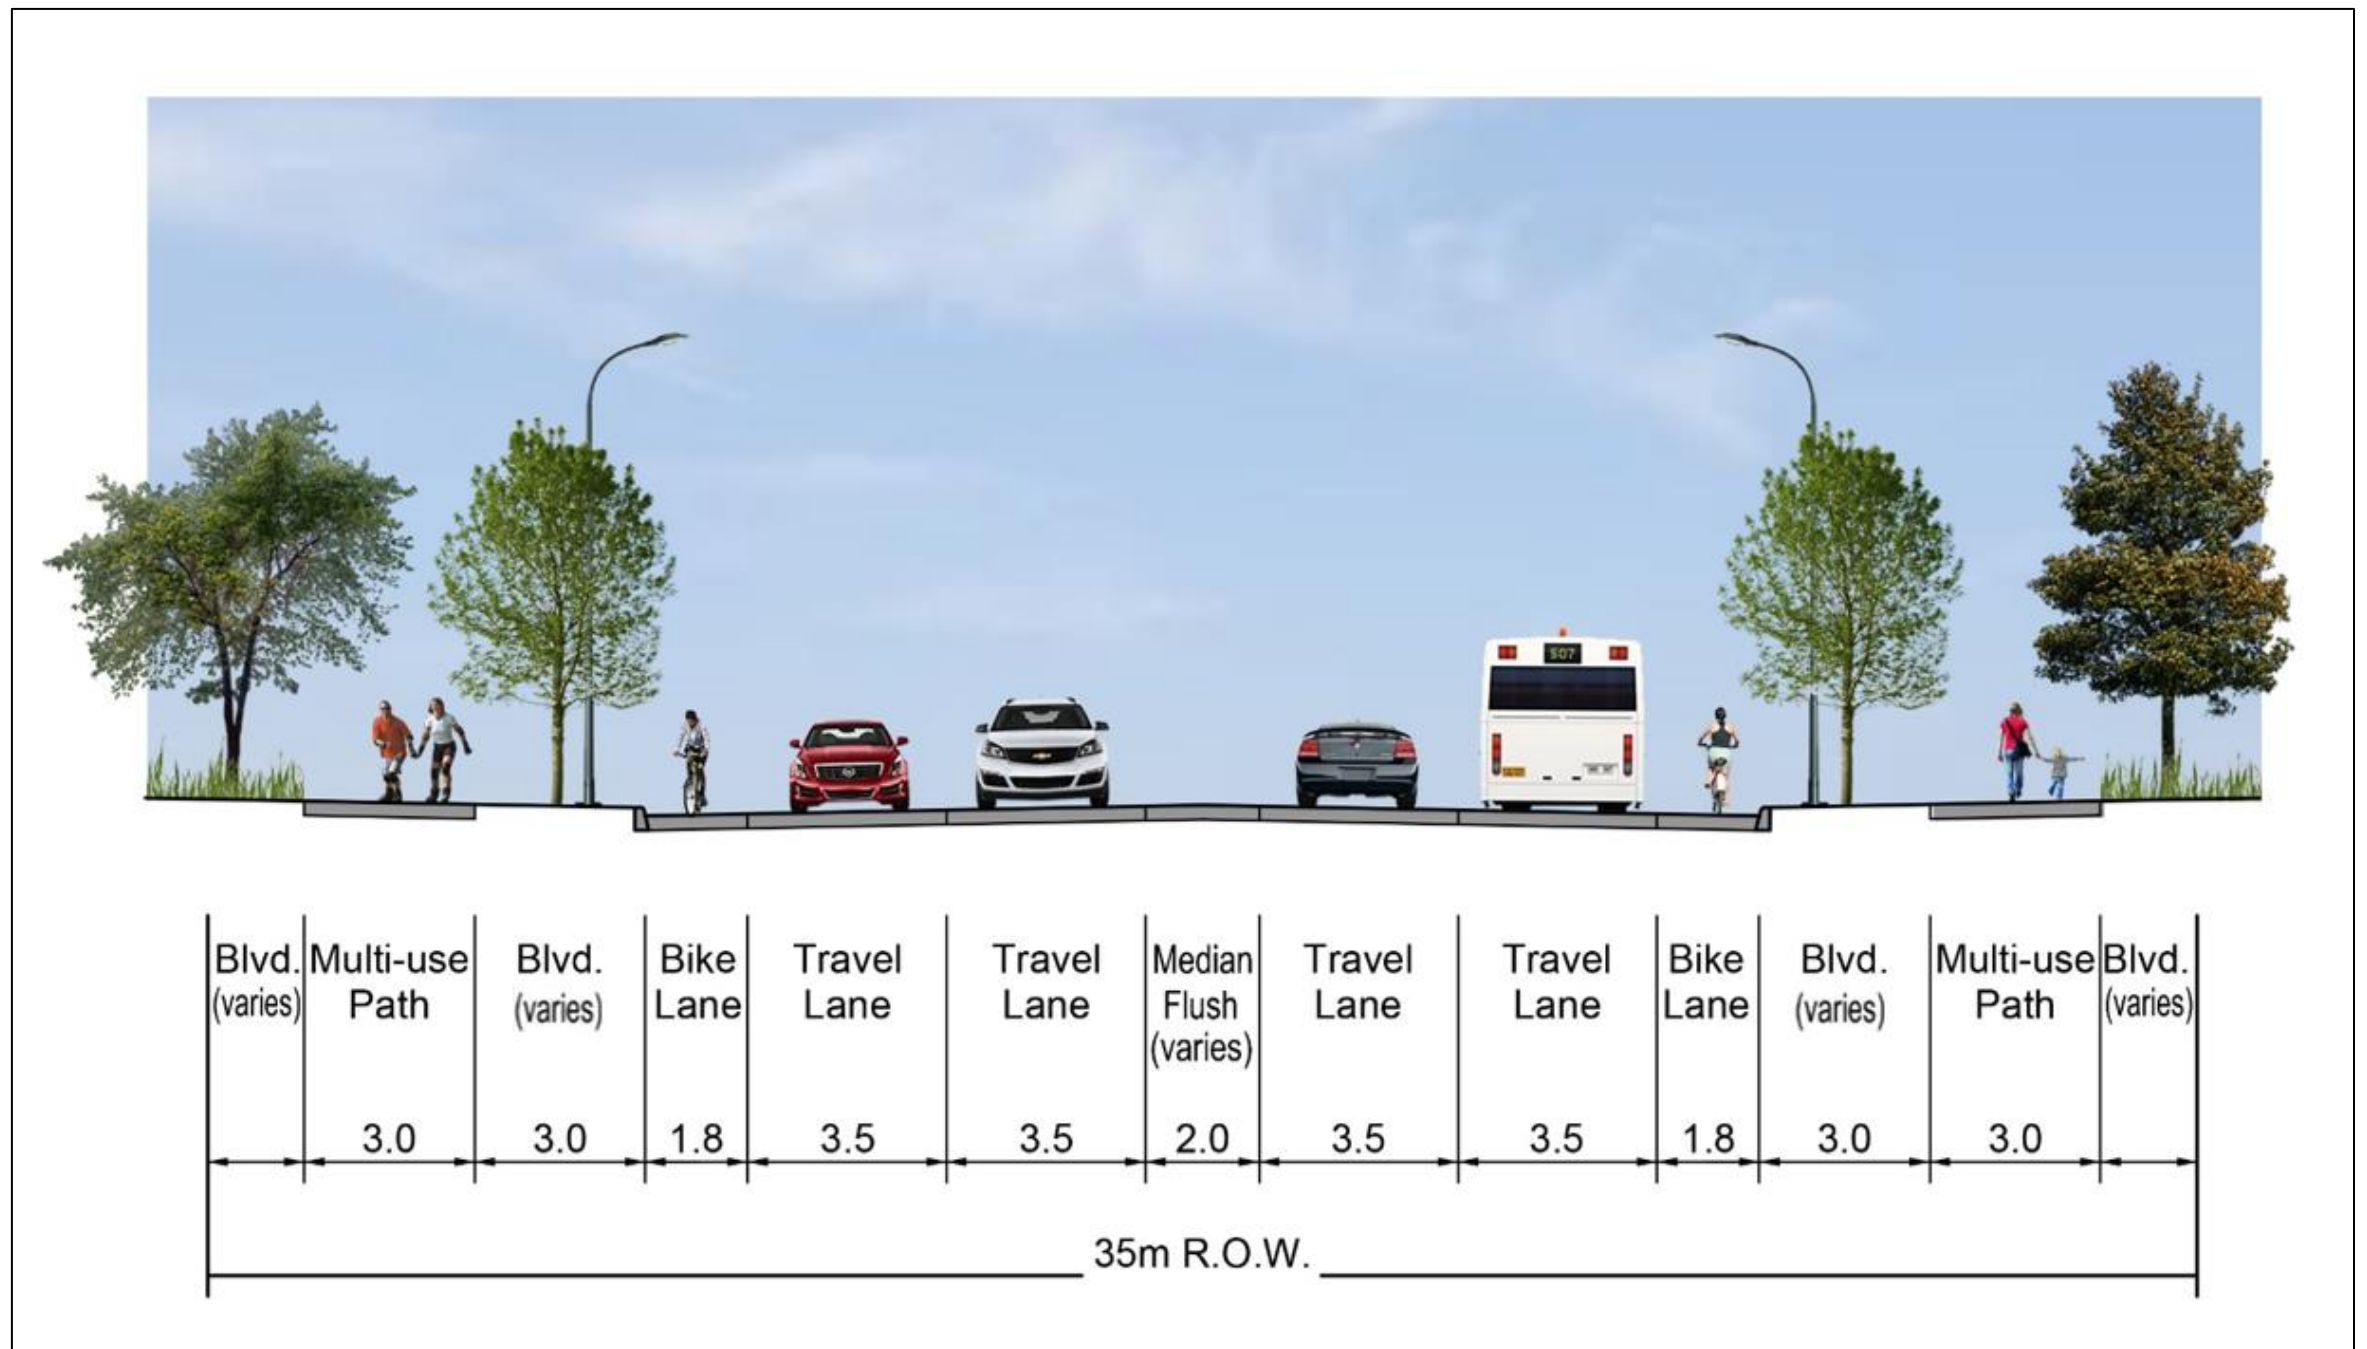 507
Blvd.
(varies)
Multi-use
Path
Blvd.
(varies)
Bike
Lane
Travel
Lane
Travel
Lane
Median
Flush
(varies)
Travel
Lane
Travel
Lane
Bike
Lane
Blvd.
(varies)
Multi-use
Path
Blvd.
(varies)
3.0 3.0 1.8 3.5 3.5 2.0 3.5 3.5 1.8 3.0 3.0
35m R.O.W.